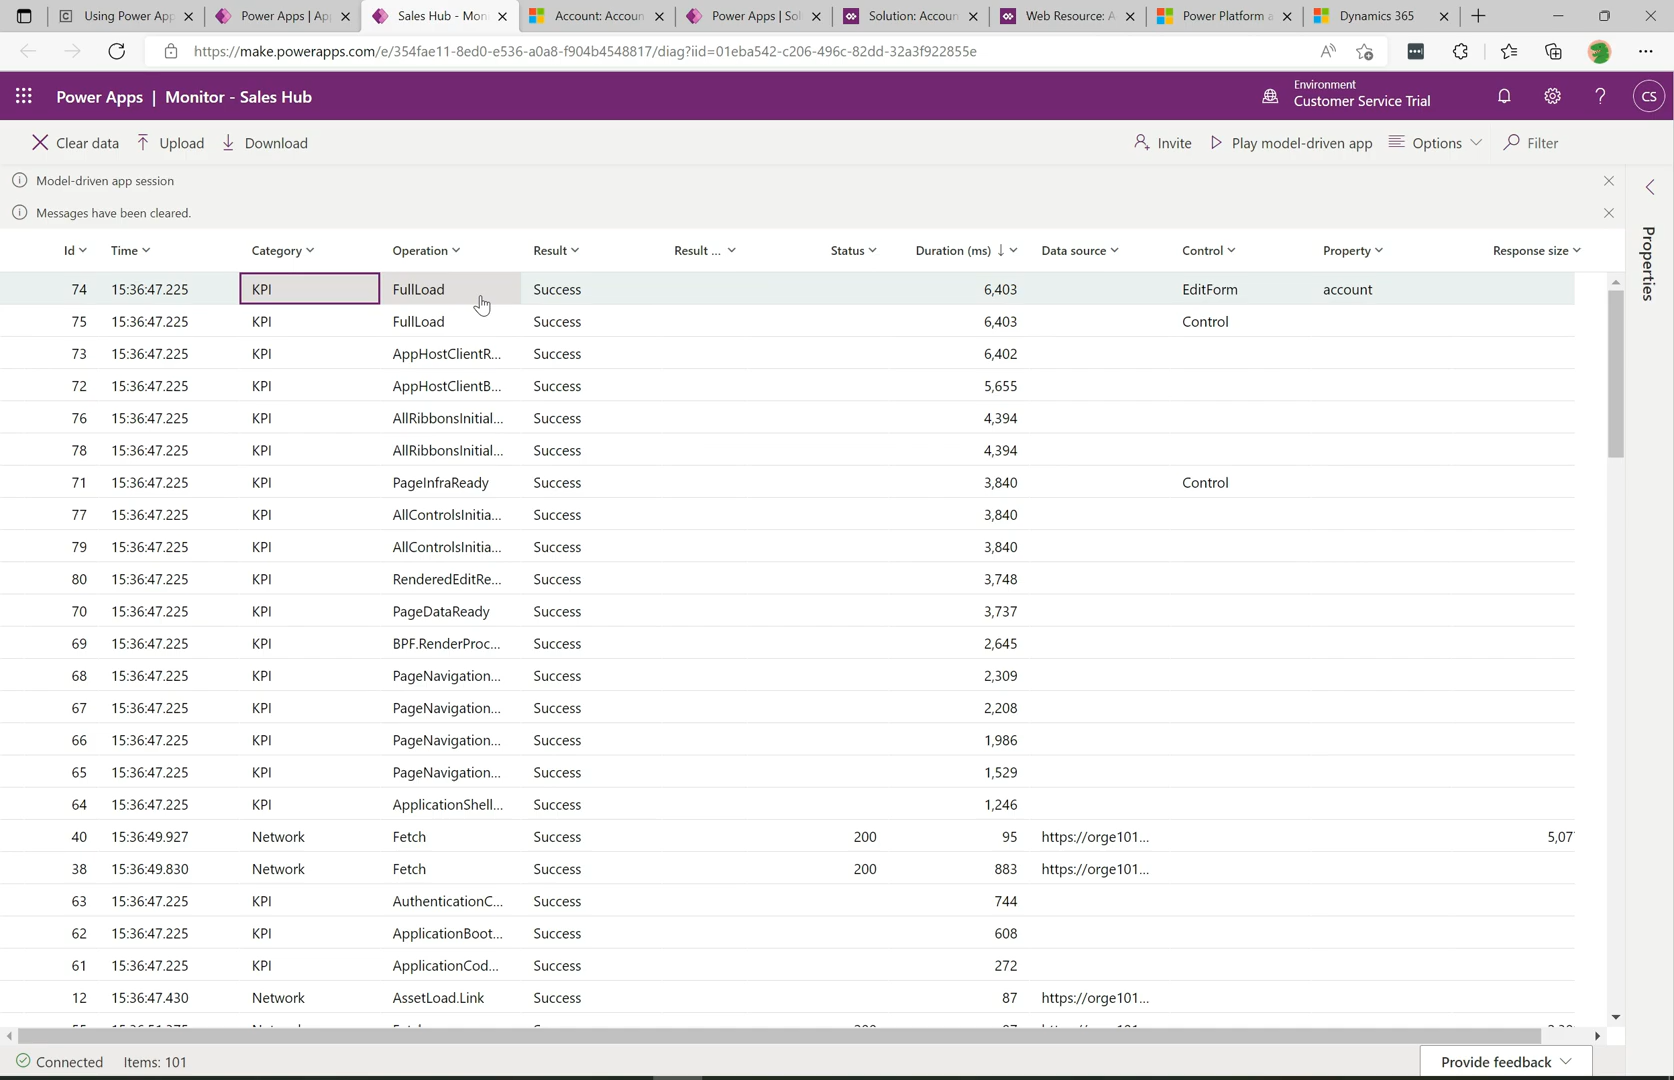 Using Power App
Power Apps | App
Sales Hub - Mon
Account: Accoun
Power Apps | Sol
Solution: Accoun
Web Resource: A
Power Platform a
Dynamics 365
https://make.powerapps.com/e/354fae11-8ed0-e536-a0a8-f904b4548817/diag?iid=01eba542-c206-496c-82dd-32a3f922855e
Power Apps | Monitor - Sales Hub
Environment
Customer Service Trial
CS
Clear data Upload Download Invite Play model-driven app Options Filter
Model-driven app session
Messages have been cleared.
Id Time Category Operation Result Result ... Status Duration (ms) ↓ Data source Control Property Response size
74 15:36:47.225 KPI FullLoad Success 6,403 EditForm account
75 15:36:47.225 KPI FullLoad Success 6,403 Control
73 15:36:47.225 KPI AppHostClientR... Success 6,402
72 15:36:47.225 KPI AppHostClientB... Success 5,655
76 15:36:47.225 KPI AllRibbonsInitial... Success 4,394
78 15:36:47.225 KPI AllRibbonsInitial... Success 4,394
71 15:36:47.225 KPI PageInfraReady Success 3,840 Control
77 15:36:47.225 KPI AllControlsInitia... Success 3,840
79 15:36:47.225 KPI AllControlsInitia... Success 3,840
80 15:36:47.225 KPI RenderedEditRe... Success 3,748
70 15:36:47.225 KPI PageDataReady Success 3,737
69 15:36:47.225 KPI BPF.RenderProc... Success 2,645
68 15:36:47.225 KPI PageNavigation... Success 2,309
67 15:36:47.225 KPI PageNavigation... Success 2,208
66 15:36:47.225 KPI PageNavigation... Success 1,986
65 15:36:47.225 KPI PageNavigation... Success 1,529
64 15:36:47.225 KPI ApplicationShell... Success 1,246
40 15:36:49.927 Network Fetch Success 200 95 https://orge101... 5,07
38 15:36:49.830 Network Fetch Success 200 883 https://orge101...
63 15:36:47.225 KPI AuthenticationC... Success 744
62 15:36:47.225 KPI ApplicationBoot... Success 608
61 15:36:47.225 KPI ApplicationCod... Success 272
12 15:36:47.430 Network AssetLoad.Link Success 87 https://orge101...
Properties
Connected Items: 101
Provide feedback